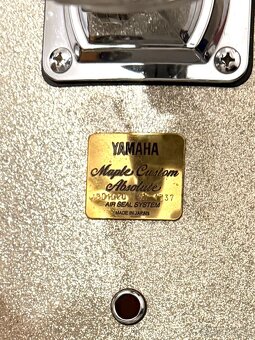 YAMAHA
Maple Custom
Absolute
AIR SEAL SYSTEM
MADE IN JAPAN